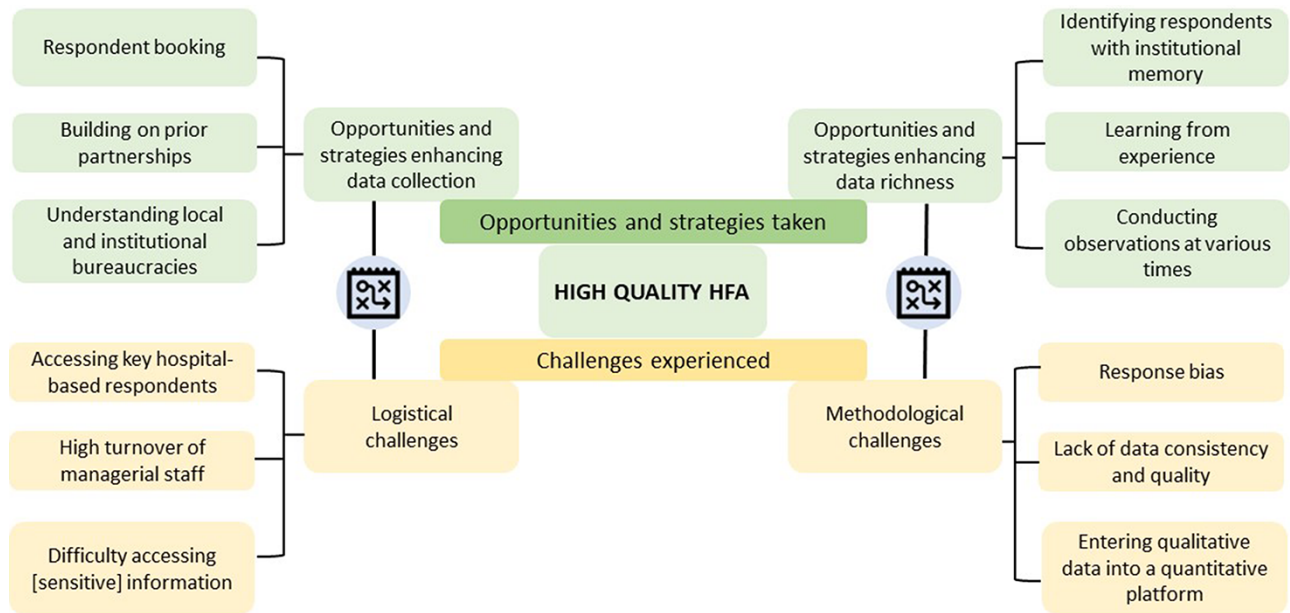 Respondent booking
Building on prior
partnerships
Understanding local
and institutional
bureaucracies
Opportunities and
strategies enhancing
data collection
Opportunities and
strategies enhancing
data richness
Identifying respondents
with institutional
memory
Learning from
experience
Conducting
observations at various
times
Opportunities and strategies taken
HIGH QUALITY HFA
Challenges experienced
Accessing key hospital-
based respondents
High turnover of
managerial staff
Difficulty accessing
[sensitive] information
Logistical
challenges
Methodological
challenges
Response bias
Lack of data consistency
and quality
Entering qualitative
data into a quantitative
platform